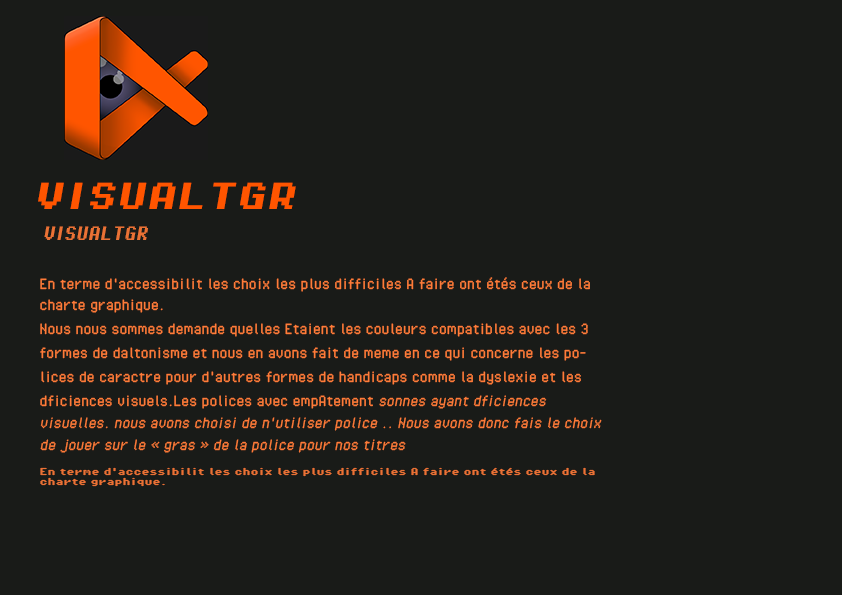 VISUALTGR
VISUALTGR
En terme d'accessibilit les choix les plus difficiles A faire ont étés ceux de la
charte graphique.
Nous nous sommes demande quelles Etaient les couleurs compatibles avec les 3
formes de daltonisme et nous en avons fait de meme en ce qui concerne les po-
lices de caractre pour d'autres formes de handicaps comme la dyslexie et les
dficiences visuels.Les polices avec empAtement sonnes ayant dficiences
visuelles. nous avons choisi de n'utiliser police .. Nous avons donc fais le choix
de jouer sur le « gras » de la police pour nos titres
En terme d'accessibilit les choix les plus difficiles A faire ont étés ceux de la
charte graphique.